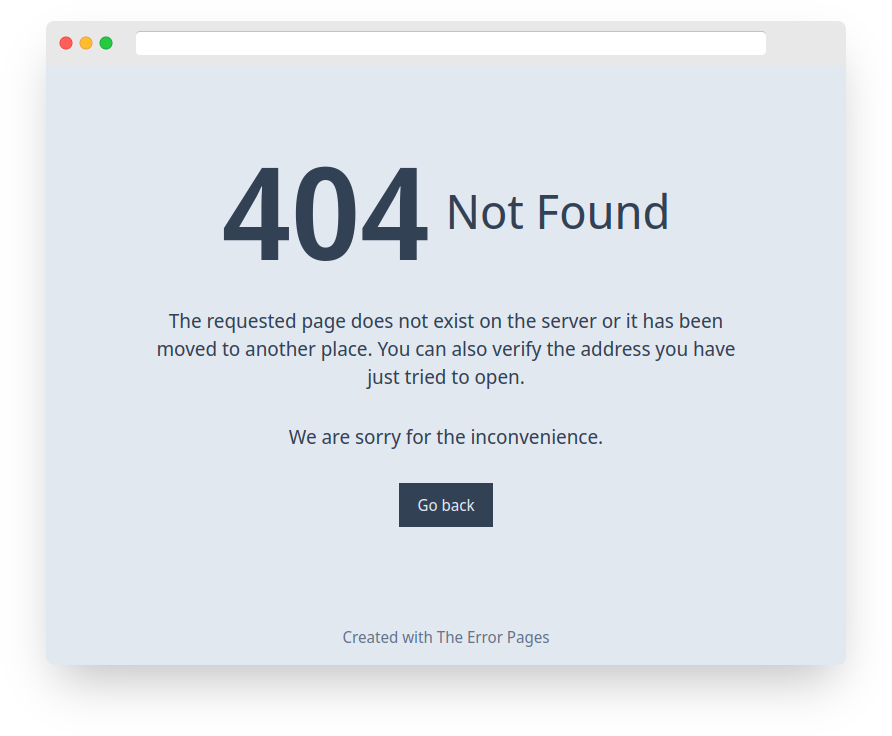 404 Not Found
The requested page does not exist on the server or it has been
moved to another place. You can also verify the address you have
just tried to open.
We are sorry for the inconvenience.
Go back
Created with The Error Pages